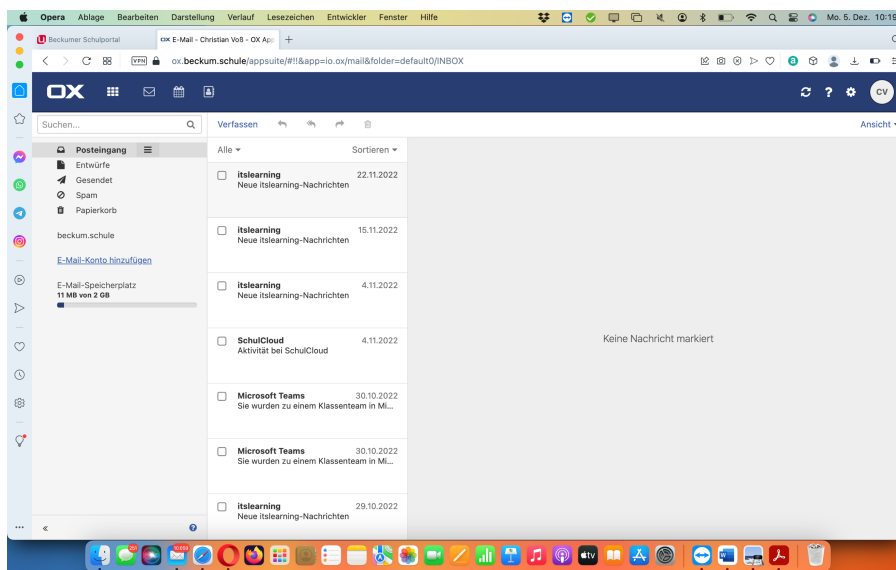 Opera Ablage Bearbeiten Darstellung Verlauf Lesezeichen Entwickler Fenster Hilfe Mo. 5. Dez. 10:19
Beckumer Schulportal
OX E-Mail - Christian Voß - OX App
VPN ox.beckum.schule/appsuite/#!!&app=io.ox/mail&folder=default0/INBOX
OX
? CV
Suchen...
Verfassen
Ansicht
Posteingang
Entwürfe
Gesendet
Spam
Papierkorb
beckum.schule
E-Mail-Konto hinzufügen
E-Mail-Speicherplatz
11 MB von 2 GB
Alle Sortieren
itslearning 22.11.2022
Neue itslearning-Nachrichten
itslearning 15.11.2022
Neue itslearning-Nachrichten
itslearning 4.11.2022
Neue itslearning-Nachrichten
SchulCloud 4.11.2022
Aktivität bei SchulCloud
Microsoft Teams 30.10.2022
Sie wurden zu einem Klassenteam in Mi...
Microsoft Teams 30.10.2022
Sie wurden zu einem Klassenteam in Mi...
itslearning 29.10.2022
Neue itslearning-Nachrichten
Keine Nachricht markiert
tv